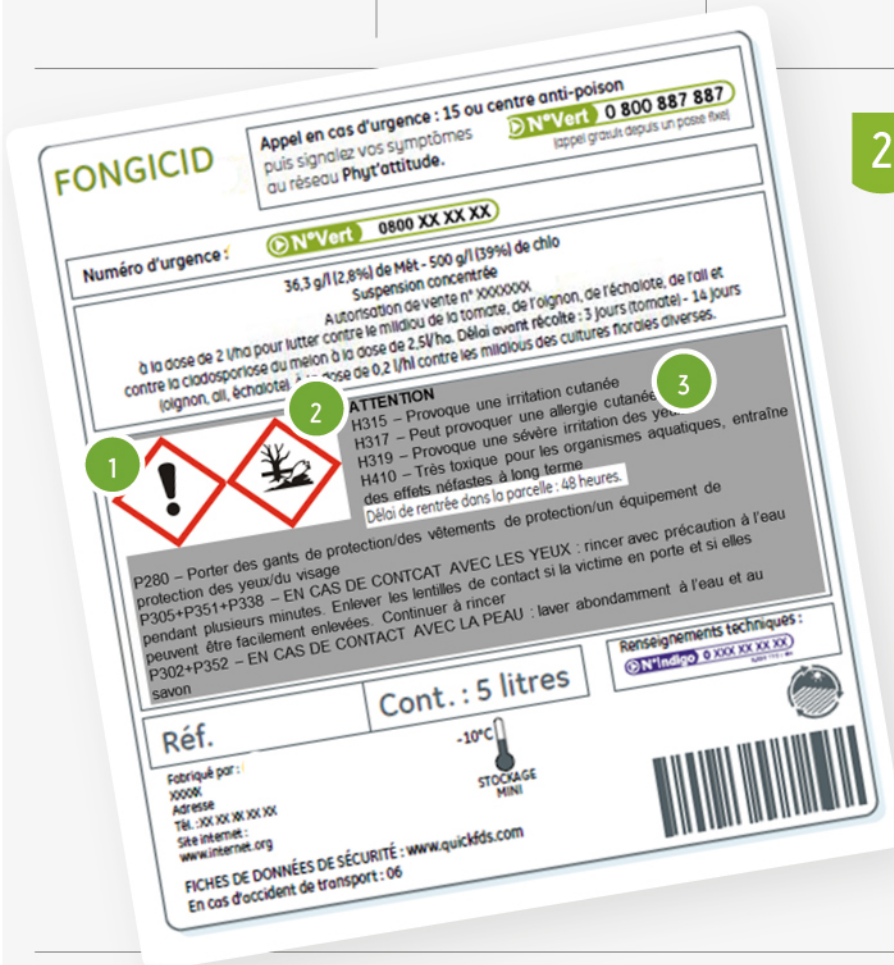 2
FONGICID
Appel en cas d'urgence : 15 ou centre anti-poison
puis signalez vos symptômes
au réseau Phyt'attitude.
N°Vert 0 800 887 887
(appel gratuit depuis un poste fixe)
Numéro d'urgence :
N°Vert 0800 XX XX XX
36,3 g/l (2,8%) de Mét - 500 g/l (39%) de chlo
Suspension concentrée
Autorisation de vente n° XXXXXXX
à la dose de 2 l/ha pour lutter contre le mildiou de la tomate, de l'oignon, de l'échalote, de l'ail et
contre la cladosporiose du melon à la dose de 2,5l/ha. Délai avant récolte : 3 jours (tomate) - 14 jours
(oignon, ail, échalote). dose de 0,2 l/hl contre les mildious des cultures florales diverses.
1
2
3
ATTENTION
H315 – Provoque une irritation cutanée
H317 – Peut provoquer une allergie cutanée
H319 – Provoque une sévère irritation des
H410 – Très toxique pour les organismes aquatiques, entraîne
des effets néfastes à long terme
Délai de rentrée dans la parcelle : 48 heures.
P280 – Porter des gants de protection/des vêtements de protection/un équipement de
protection des yeux/du visage
P305+P351+P338 – EN CAS DE CONTCAT AVEC LES YEUX : rincer avec précaution à l'eau
pendant plusieurs minutes. Enlever les lentilles de contact si la victime en porte et si elles
peuvent être facilement enlevées. Continuer à rincer
P302+P352 – EN CAS DE CONTACT AVEC LA PEAU : laver abondamment à l'eau et au
savon
Renseignements techniques :
N°Indigo 0 XXX XX XX XX
Réf.
Cont. : 5 litres
Fabriqué par :
XXXXX
Adresse
Tél. : XX XX XX XX XX
Site internet :
www.internet.org
-10°C
STOCKAGE
MINI
FICHES DE DONNÉES DE SÉCURITÉ : www.quickfds.com
En cas d'accident de transport : 06